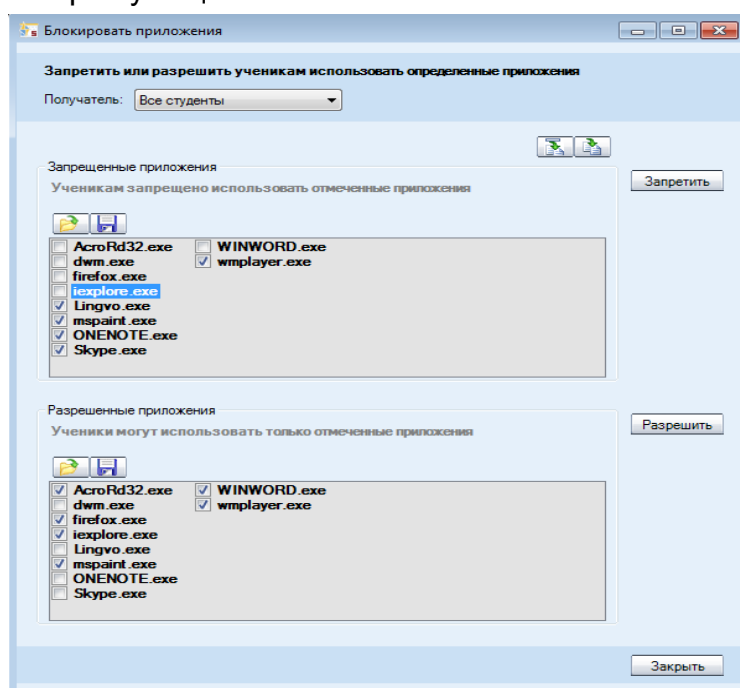 Блокировать приложения
Запретить или разрешить ученикам использовать определенные приложения
Получатель: Все студенты
Запрещенные приложения
Ученикам запрещено использовать отмеченные приложения
Запретить
AcroRd32.exe WINWORD.exe
dwm.exe wmplayer.exe
firefox.exe
iexplore.exe
Lingvo.exe
mspaint.exe
ONENOTE.exe
Skype.exe
Разрешенные приложения
Ученики могут использовать только отмеченные приложения
Разрешить
AcroRd32.exe WINWORD.exe
dwm.exe wmplayer.exe
firefox.exe
iexplore.exe
Lingvo.exe
mspaint.exe
ONENOTE.exe
Skype.exe
Закрыть